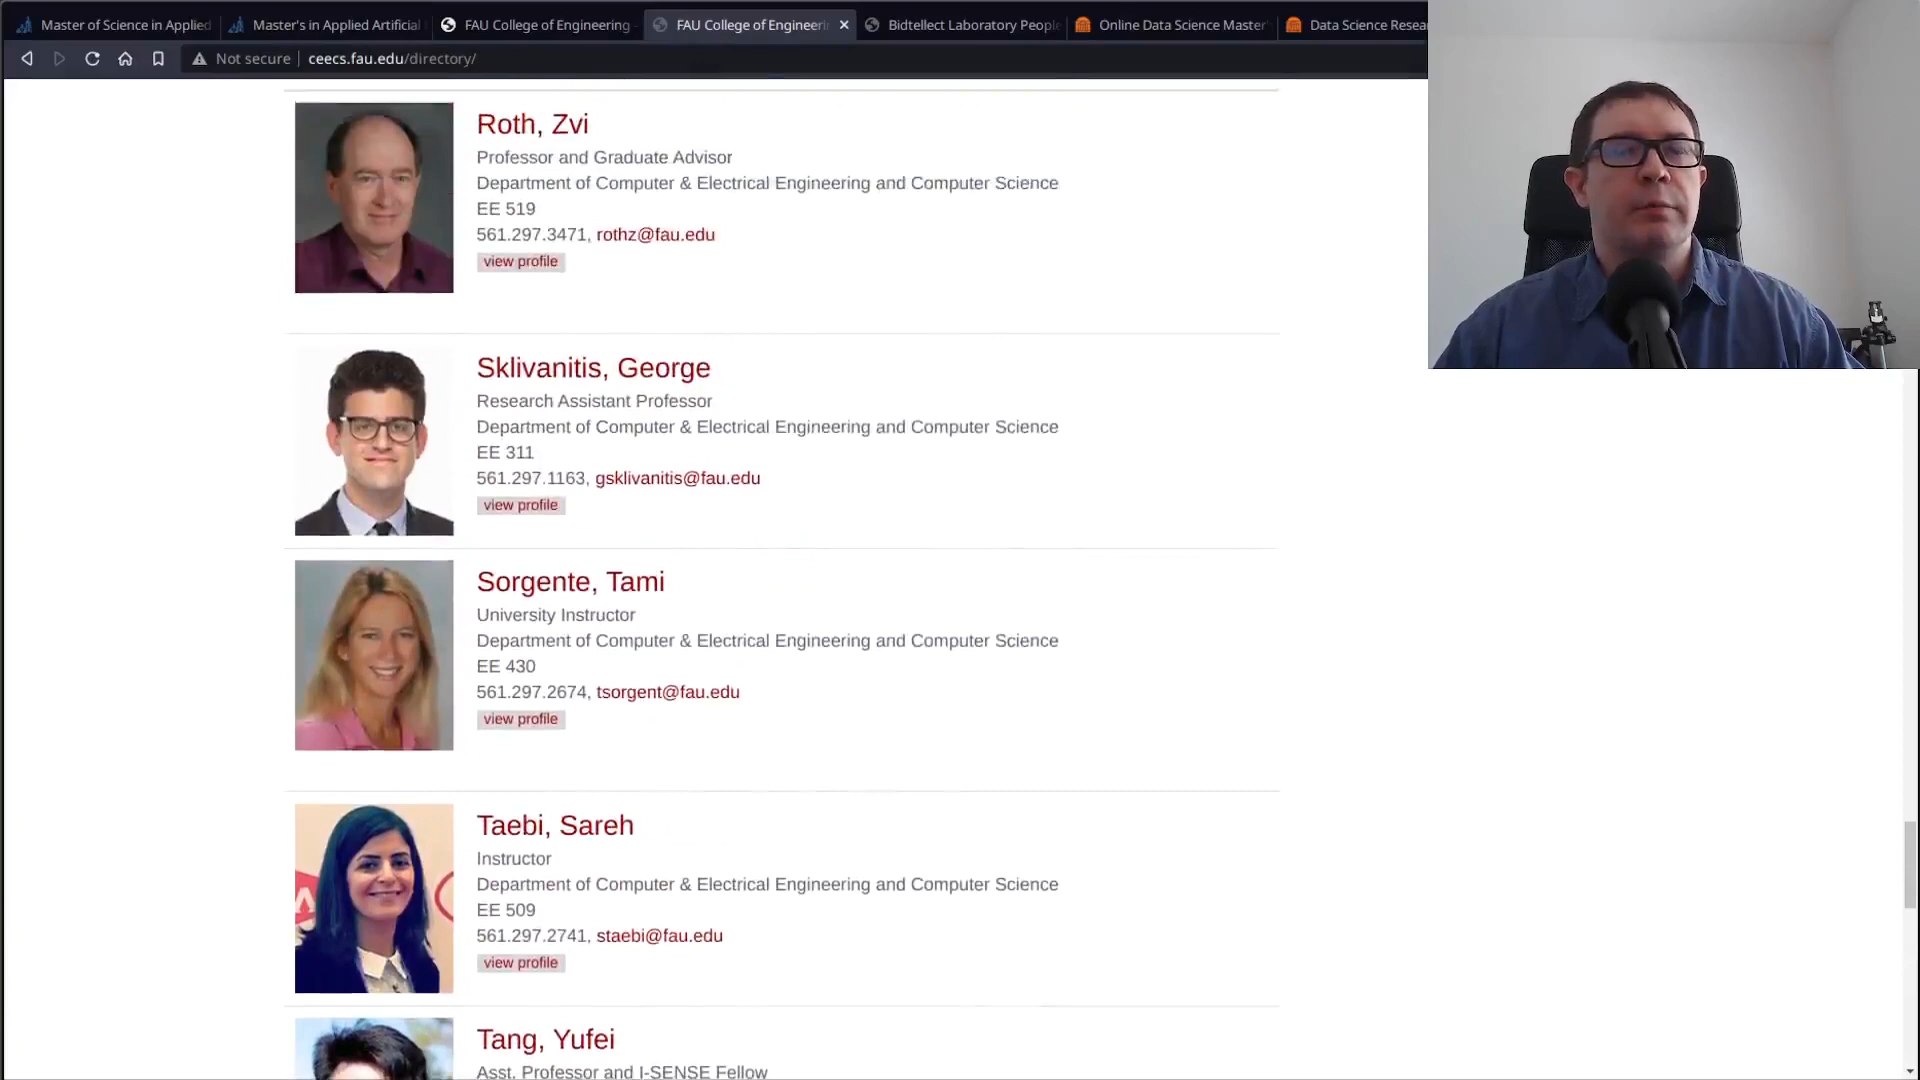 Master of Science in Applied
Master's in Applied Artificial
FAU College of Engineering
FAU College of Engineeri
Bidtellect Laboratory People
Online Data Science Master'
Data Science Resea
Not secure
ceecs.fau.edu/directory/
Roth, Zvi
Professor and Graduate Advisor
Department of Computer & Electrical Engineering and Computer Science
EE 519
561.297.3471, rothz@fau.edu
view profile
Sklivanitis, George
Research Assistant Professor
Department of Computer & Electrical Engineering and Computer Science
EE 311
561.297.1163, gsklivanitis@fau.edu
view profile
Sorgente, Tami
University Instructor
Department of Computer & Electrical Engineering and Computer Science
EE 430
561.297.2674, tsorgent@fau.edu
view profile
Taebi, Sareh
Instructor
Department of Computer & Electrical Engineering and Computer Science
EE 509
561.297.2741, staebi@fau.edu
view profile
Tang, Yufei
Asst. Professor and I-SENSE Fellow